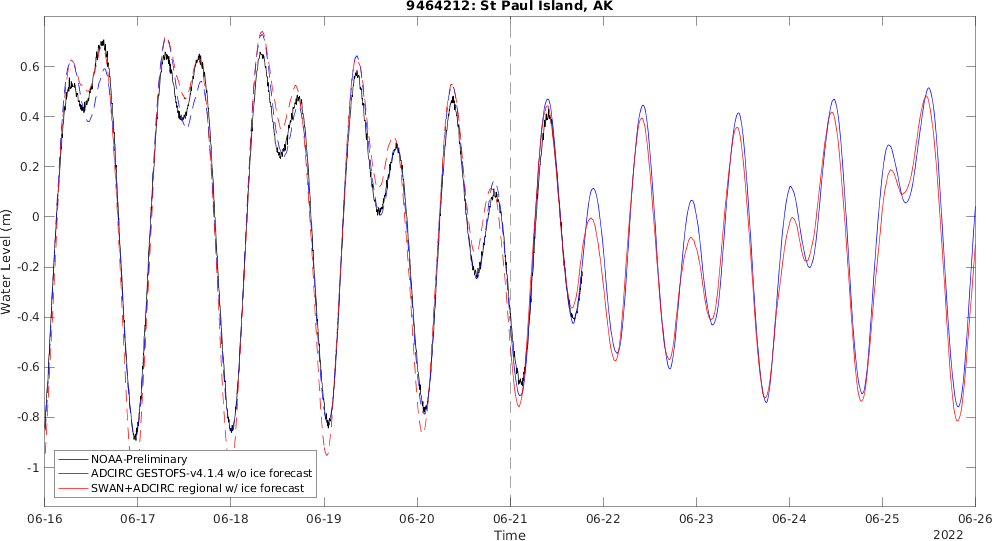 9464212: St Paul Island, AK
Water Level (m)
0.6
0.4
0.2
0
-0.2
-0.4
-0.6
-0.8
-1
NOAA-Preliminary
ADCIRC GESTOFS-v4.1.4 w/o ice forecast
SWAN+ADCIRC regional w/ ice forecast
06-16 06-17 06-18 06-19 06-20 06-21 06-22 06-23 06-24 06-25 06-26
Time
2022